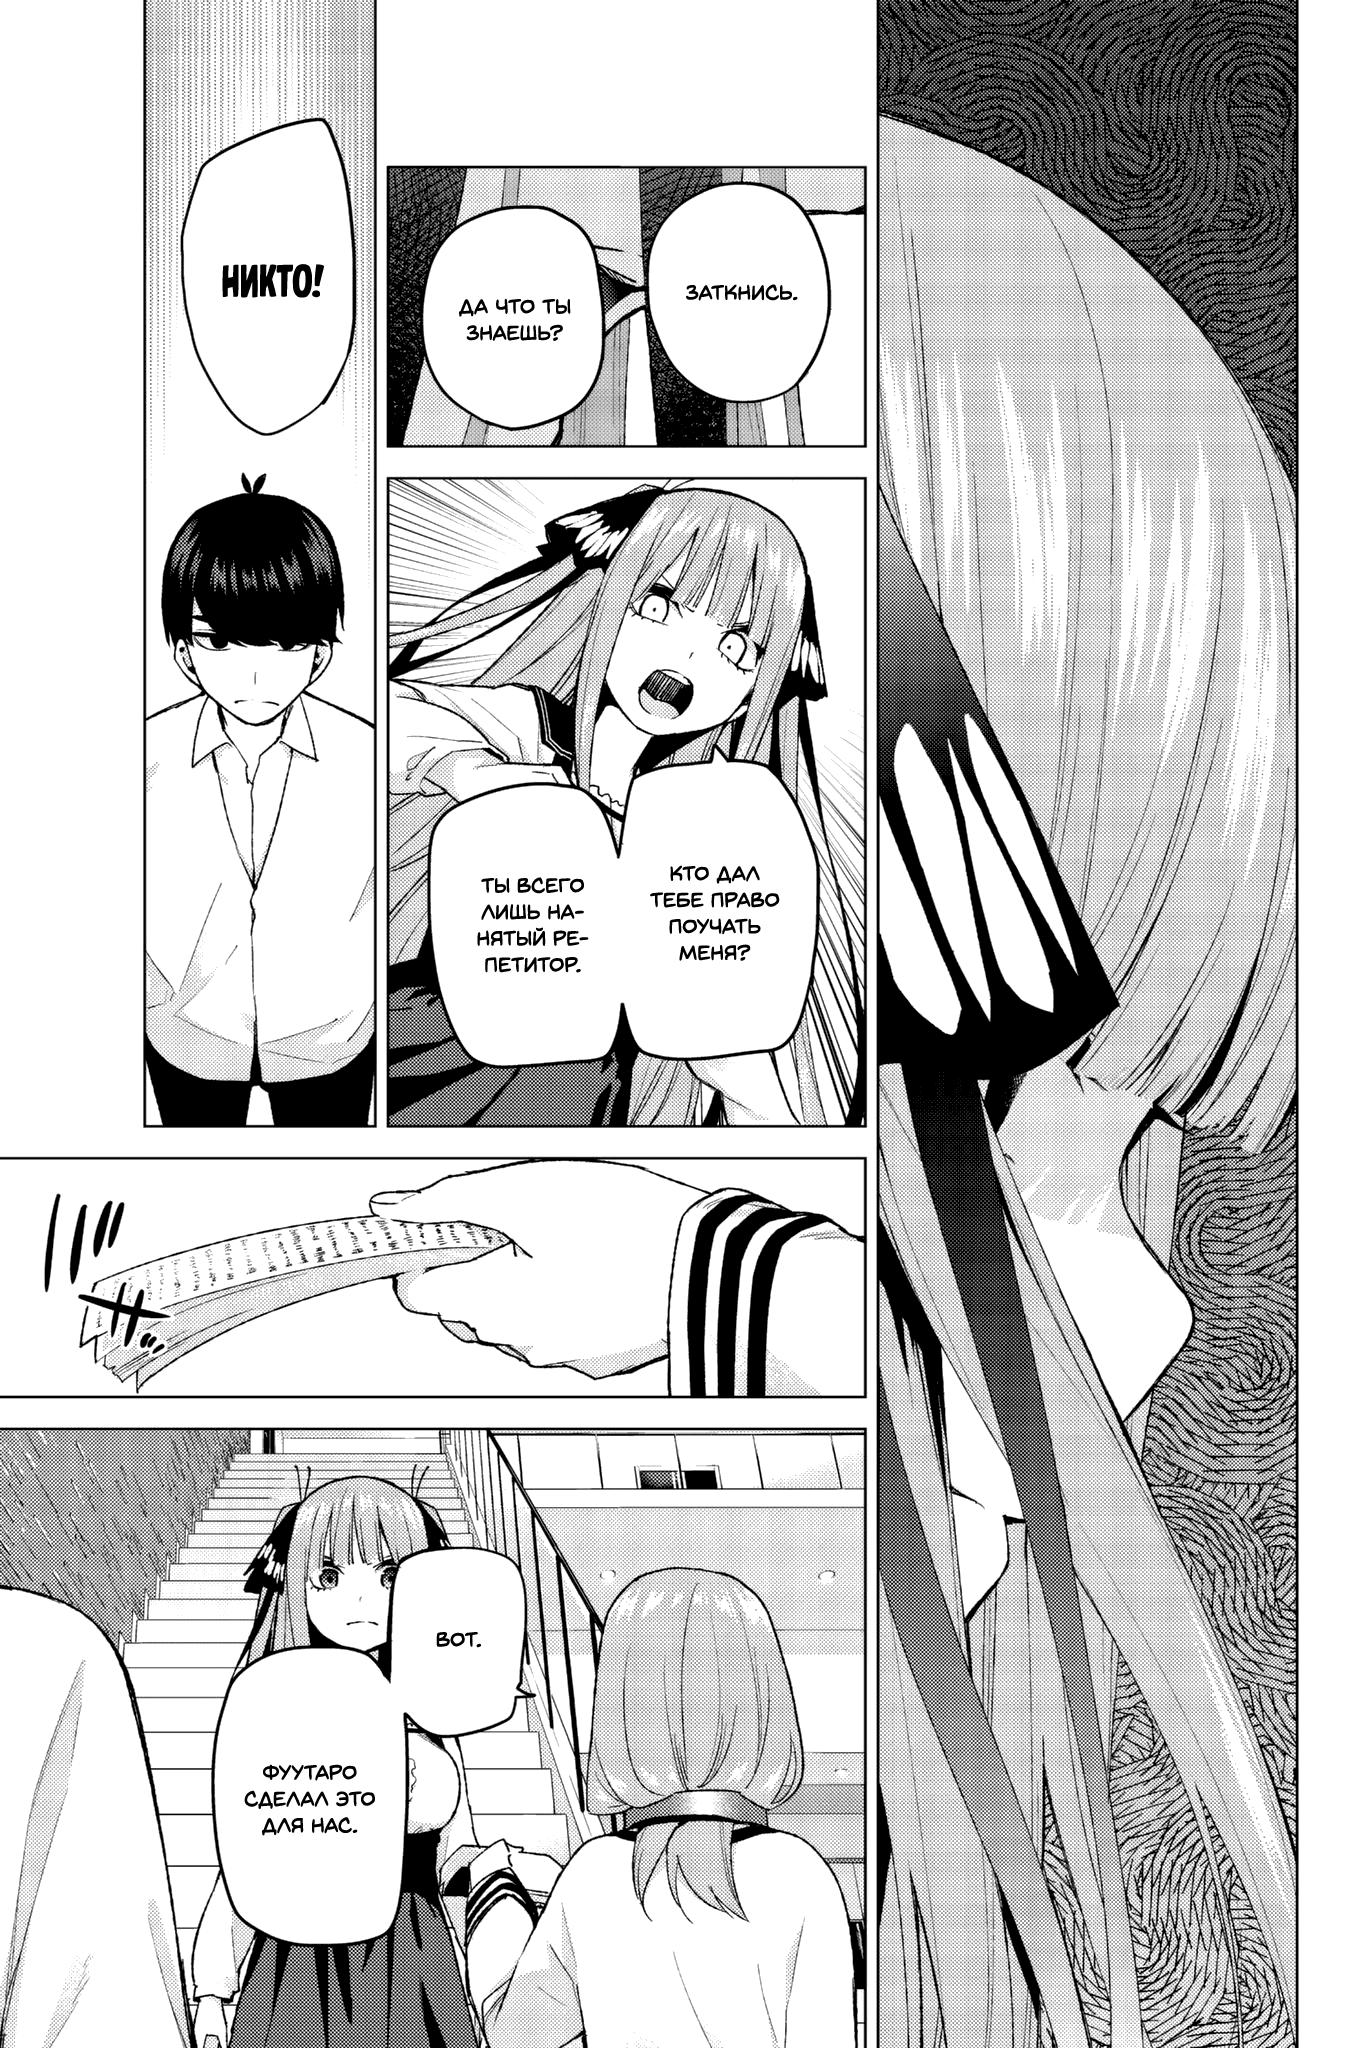 ЗАТКНИСЬ.
ДА ЧТО ТЫ
ЗНАЕШЬ?
КТО ДАЛ
ТЕБЕ ПРАВО
ПОУЧАТЬ
МЕНЯ?
ТЫ ВСЕГО
ЛИШЬ НА-
НЯТЫЙ РЕ-
ПЕТИТОР.
НИКТО!
ВОТ.
ФУУТАРО
СДЕЛАЛ ЭТО
ДЛЯ НАС.